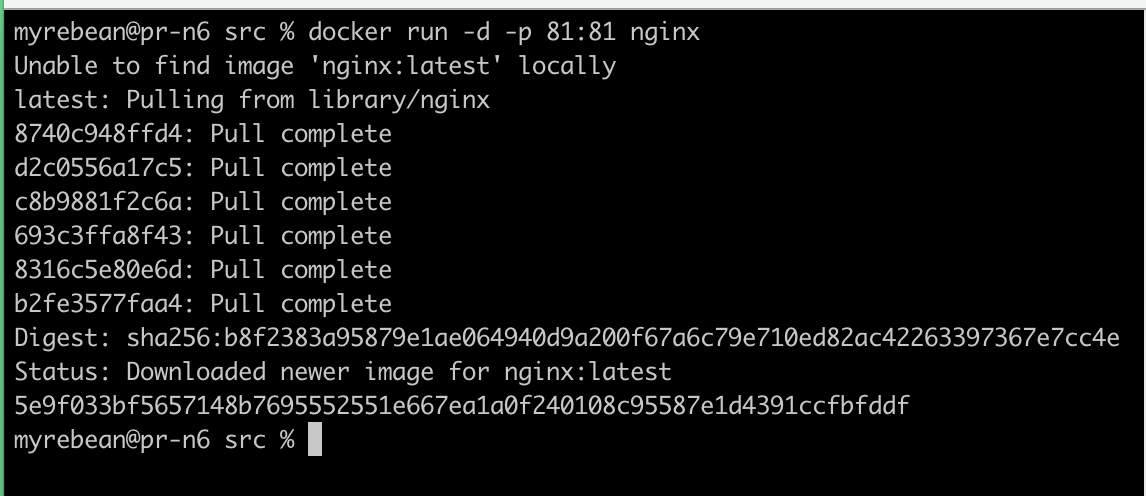 myrebean@pr-n6 src % docker run -d -p 81:81 nginx
Unable to find image 'nginx:latest' locally
latest: Pulling from library/nginx
8740c948ffd4: Pull complete
d2c0556a17c5: Pull complete
c8b9881f2c6a: Pull complete
693c3ffa8f43: Pull complete
8316c5e80e6d: Pull complete
b2fe3577faa4: Pull complete
Digest: sha256:b8f2383a95879e1ae064940d9a200f67a6c79e710ed82ac42263397367e7cc4e
Status: Downloaded newer image for nginx:latest
5e9f033bf5657148b7695552551e667ea1a0f240108c95587e1d4391ccfbfddf
myrebean@pr-n6 src %